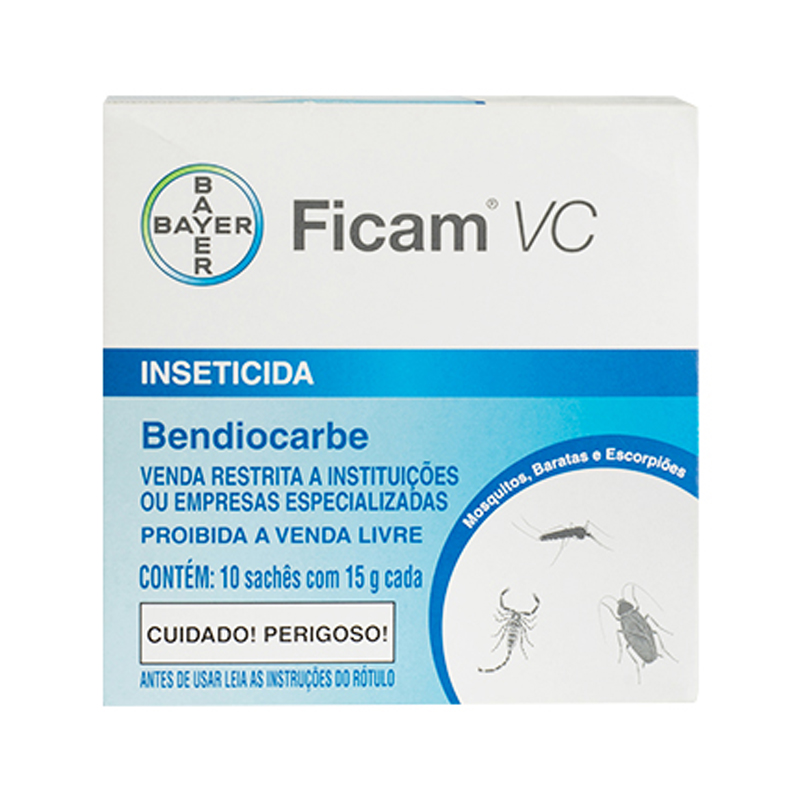 BAYER
BAYER
Ficam® VC
INSETICIDA
Bendiocarbe
VENDA RESTRITA A INSTITUIÇÕES
OU EMPRESAS ESPECIALIZADAS
PROIBIDA A VENDA LIVRE
CONTÉM: 10 sachês com 15 g cada
CUIDADO! PERIGOSO!
ANTES DE USAR LEIA AS INSTRUÇÕES DO RÓTULO
Mosquitos, Baratas e Escorpiões